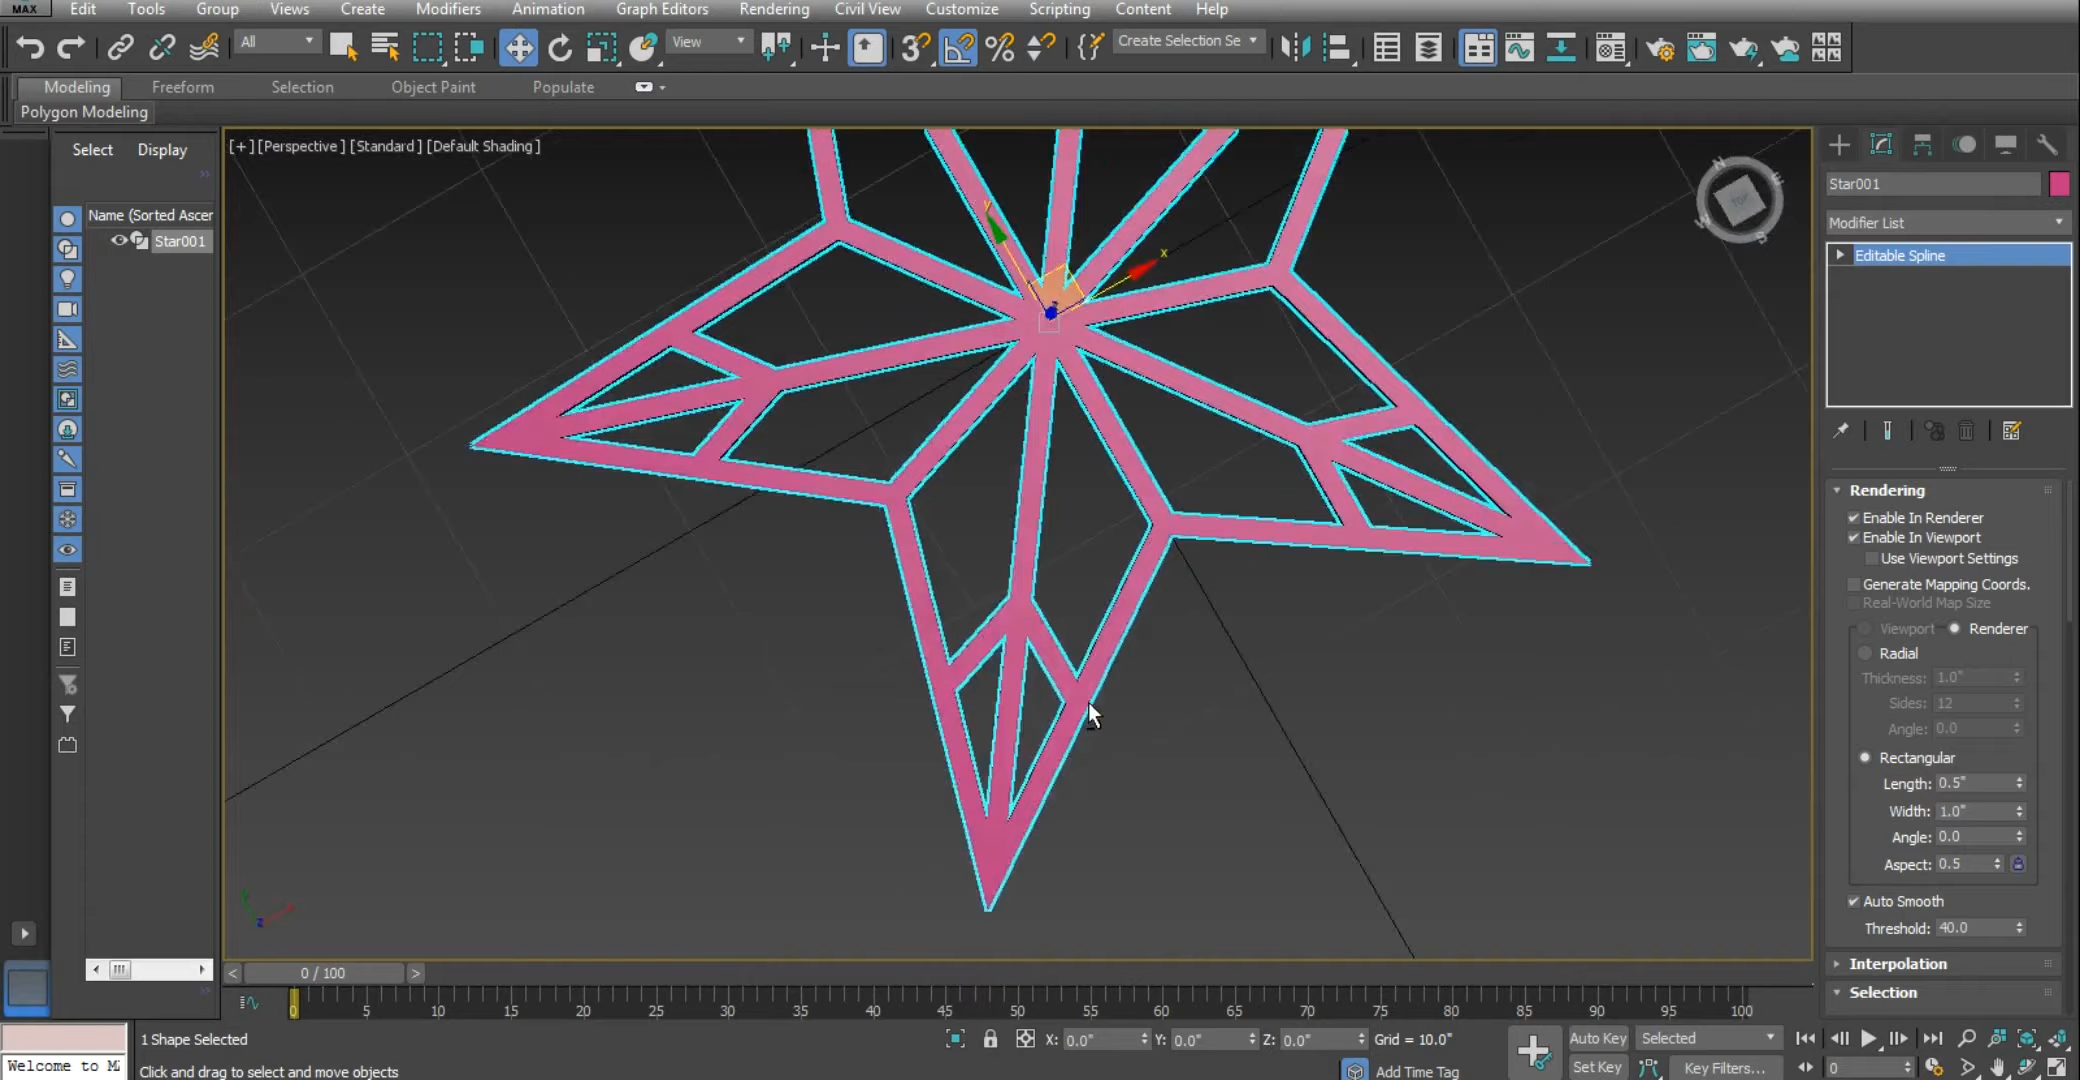 MAX Edit Tools Group Views Create Modifiers Animation Graph Editors Rendering Civil View Customize Scripting Content Help
All View Create Selection Se
Modeling Freeform Selection Object Paint Populate
Polygon Modeling
Select Display
Name (Sorted Ascer
Star001
[+] [Perspective ] [Standard ] [Default Shading ]
N E S W
TOP
x
y
z
Star001
Modifier List
Editable Spline
Rendering
Enable In Renderer
Enable In Viewport
Use Viewport Settings
Generate Mapping Coords.
Real-World Map Size
Viewport Renderer
Radial
Thickness: 1.0"
Sides: 12
Angle: 0.0
Rectangular
Length: 0.5"
Width: 1.0"
Angle: 0.0
Aspect: 0.5
Auto Smooth
Threshold: 40.0
Interpolation
Selection
< 0 / 100 >
0 5 10 15 20 25 30 35 40 45 50 55 60 65 70 75 80 85 90 95 100
1 Shape Selected X: 0.0" Y: 0.0" Z: 0.0" Grid = 10.0" Auto Key Selected
Welcome to Click and drag to select and move objects Add Time Tag Set Key Key Filters... 0